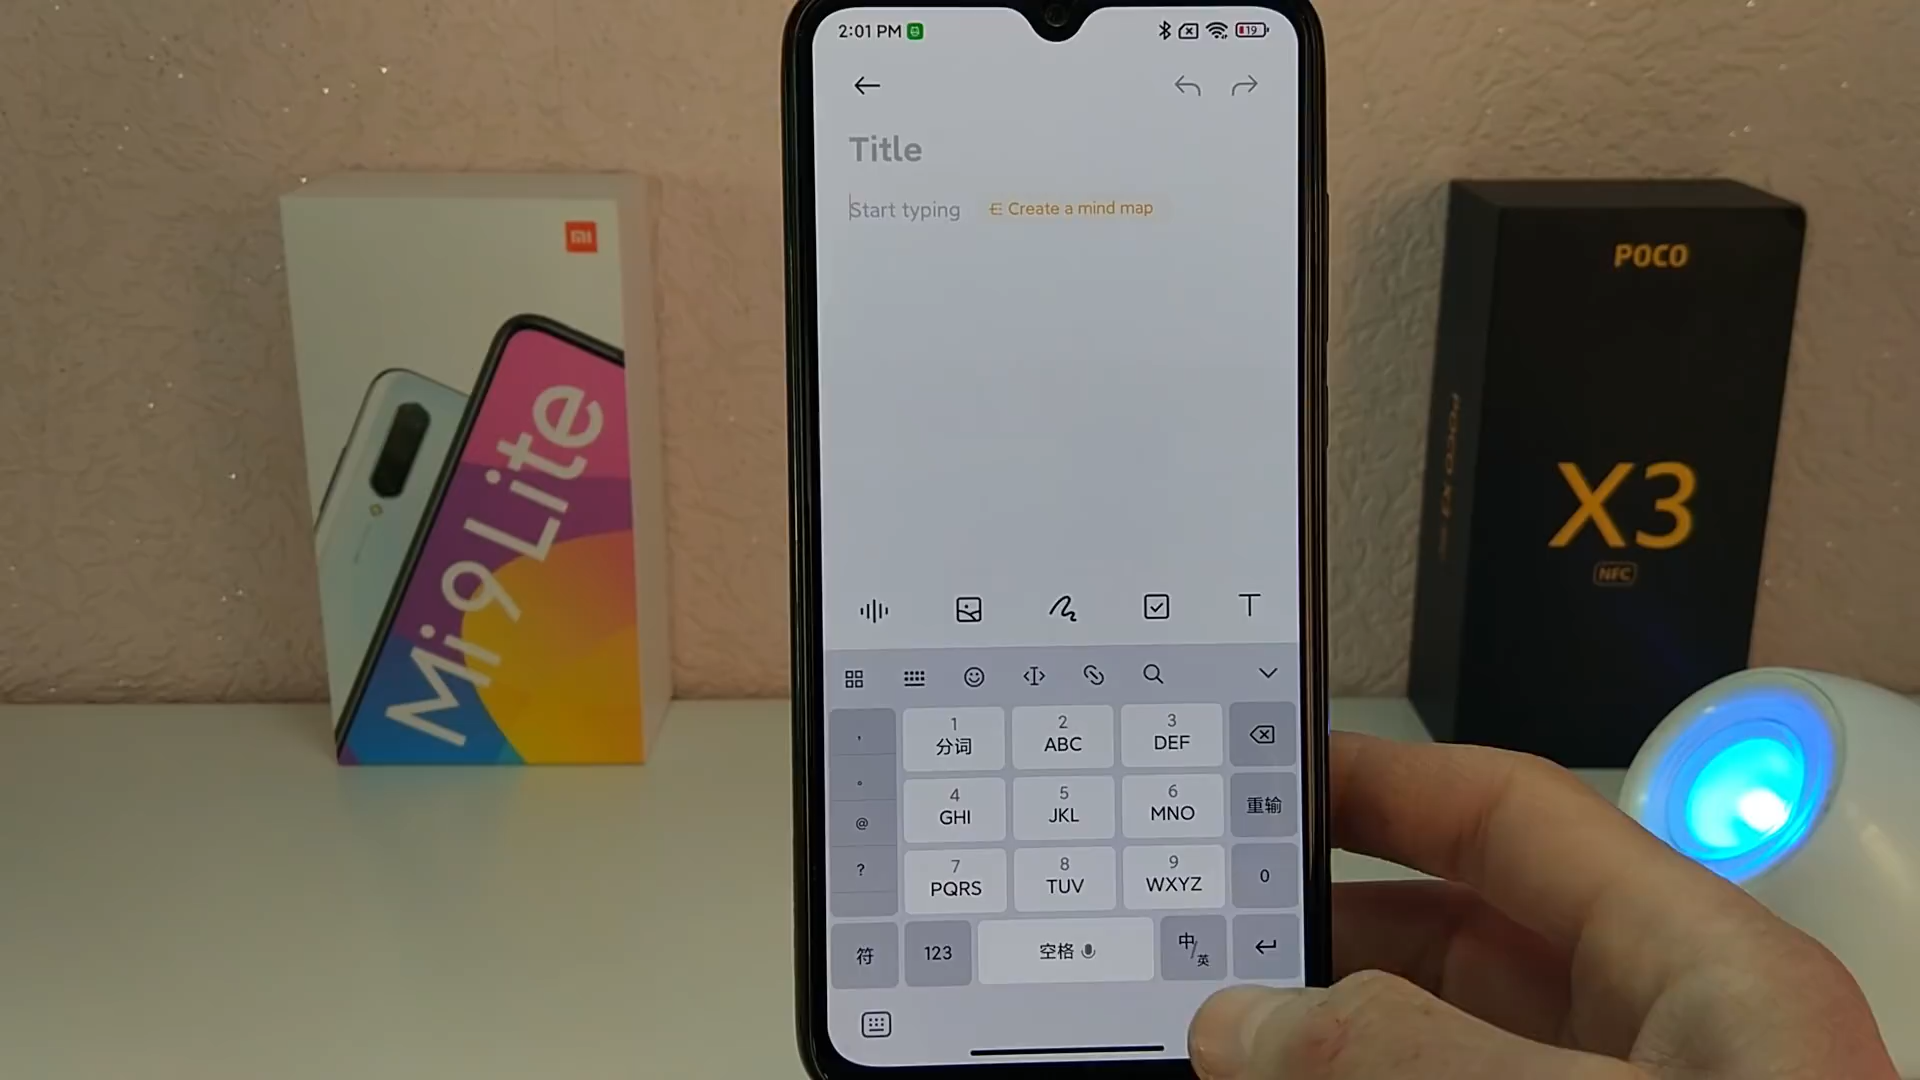 2:01 PM
19
Title
Start typing
Create a mind map
1
分词
2
ABC
3
DEF
4
GHI
5
JKL
6
MNO
重输
7
PQRS
8
TUV
9
WXYZ
0
,
。
@
?
符
123
空格
中/英
MI
Mi 9 Lite
POCO
X3
NFC